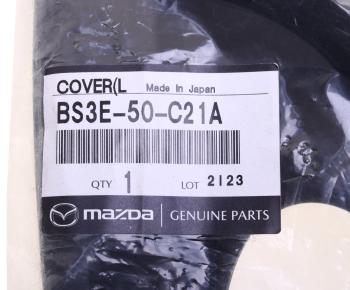 COVER(L Made In Japan
BS3E-50-C21A
QTY 1 LOT 2123
mazda GENUINE PARTS